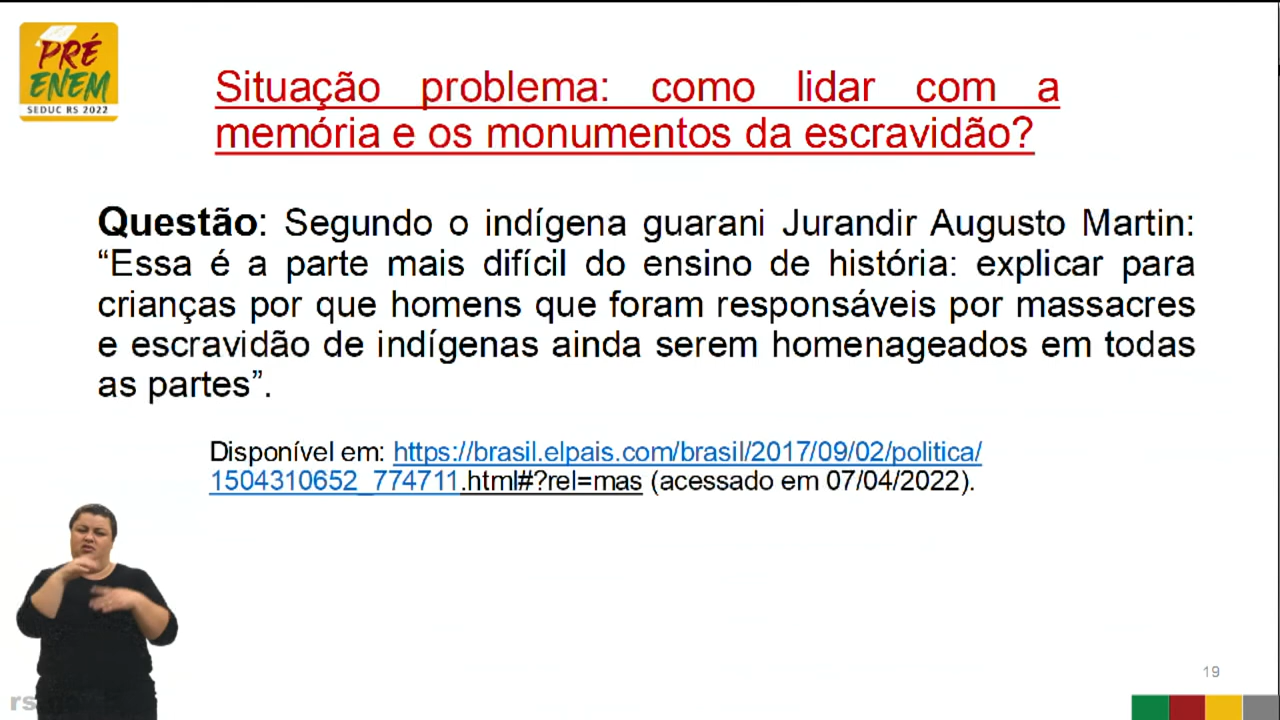 PRÉ
ENEM
SEDUC RS 2022
Situação problema: como lidar com a
memória e os monumentos da escravidão?
Questão: Segundo o indígena guarani Jurandir Augusto Martin:
“Essa é a parte mais difícil do ensino de história: explicar para
crianças por que homens que foram responsáveis por massacres
e escravidão de indígenas ainda serem homenageados em todas
as partes”.
Disponível em: https://brasil.elpais.com/brasil/2017/09/02/politica/
1504310652_774711.html#?rel=mas (acessado em 07/04/2022).
19